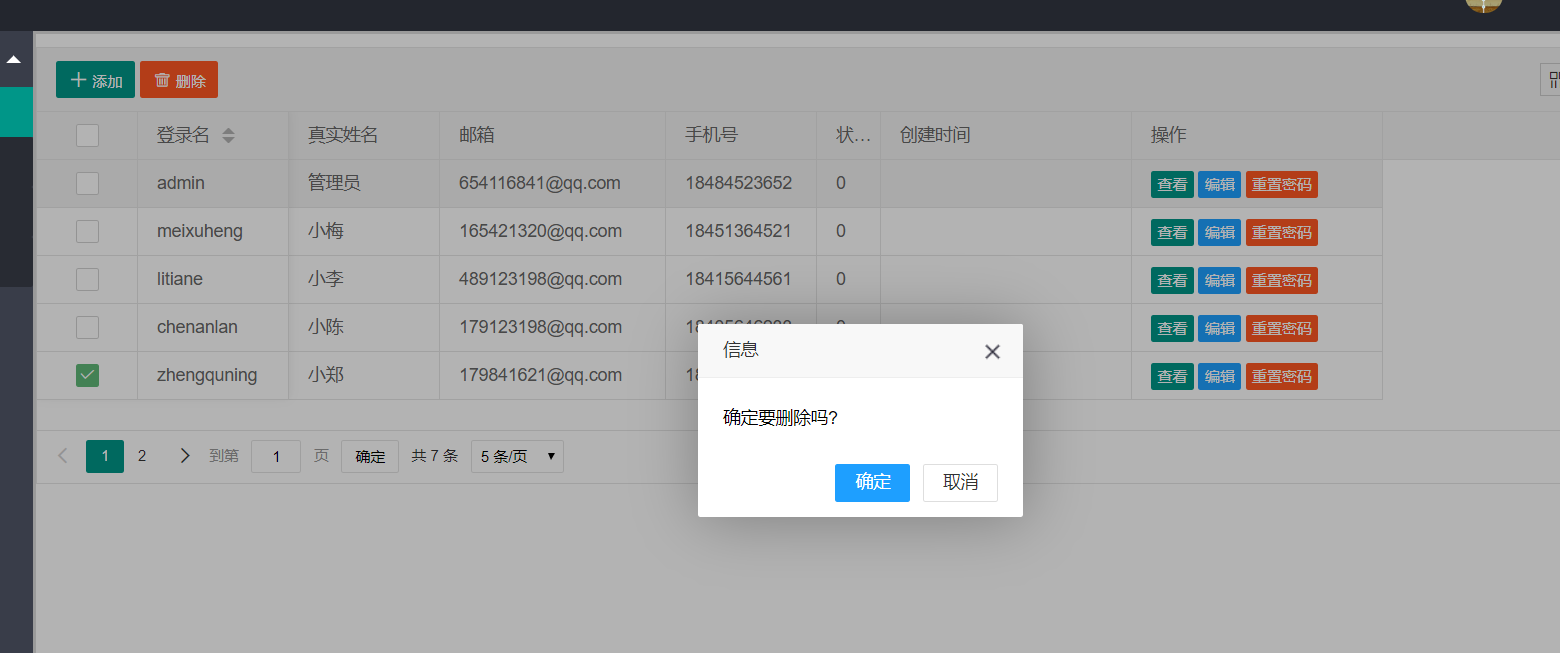 添加 删除
登录名 真实姓名 邮箱 手机号 状... 创建时间 操作
admin 管理员 654116841@qq.com 18484523652 0 查看 编辑 重置密码
meixuheng 小梅 165421320@qq.com 18451364521 0 查看 编辑 重置密码
litiane 小李 489123198@qq.com 18415644561 0 查看 编辑 重置密码
chenanlan 小陈 179123198@qq.com 查看 编辑 重置密码
zhengquning 小郑 179841621@qq.com 查看 编辑 重置密码
1 2 到第 1 页 确定 共 7 条 5 条/页
信息
确定要删除吗?
确定 取消